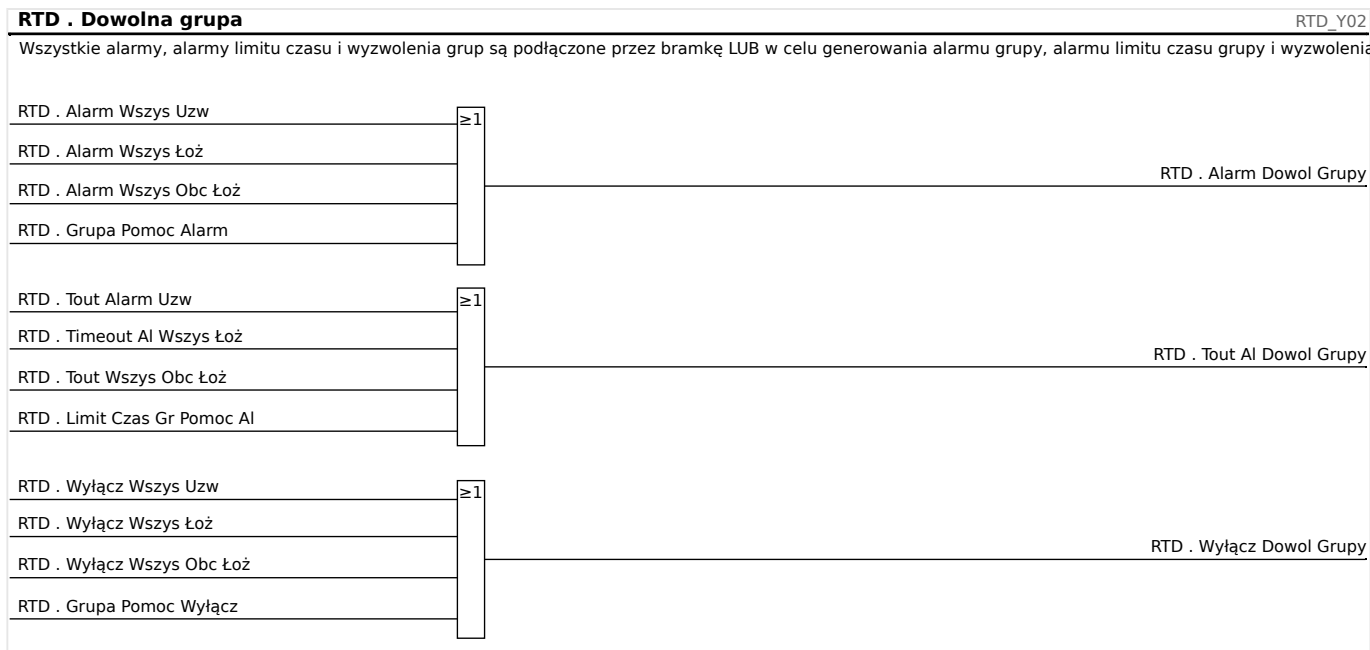 RTD . Dowolna grupa
RTD_Y02
Wszystkie alarmy, alarmy limitu czasu i wyzwolenia grup są podłączone przez bramkę LUB w celu generowania alarmu grupy, alarmu limitu czasu grupy i wyzwolenia
RTD . Alarm Wszys Uzw
≥1
RTD . Alarm Wszys Łoż
RTD . Alarm Dowol Grupy
RTD . Alarm Wszys Obc Łoż
RTD . Grupa Pomoc Alarm
RTD . Tout Alarm Uzw
≥1
RTD . Timeout Al Wszys Łoż
RTD . Tout Al Dowol Grupy
RTD . Tout Wszys Obc Łoż
RTD . Limit Czas Gr Pomoc Al
RTD . Wyłącz Wszys Uzw
≥1
RTD . Wyłącz Wszys Łoż
RTD . Wyłącz Dowol Grupy
RTD . Wyłącz Wszys Obc Łoż
RTD . Grupa Pomoc Wyłącz